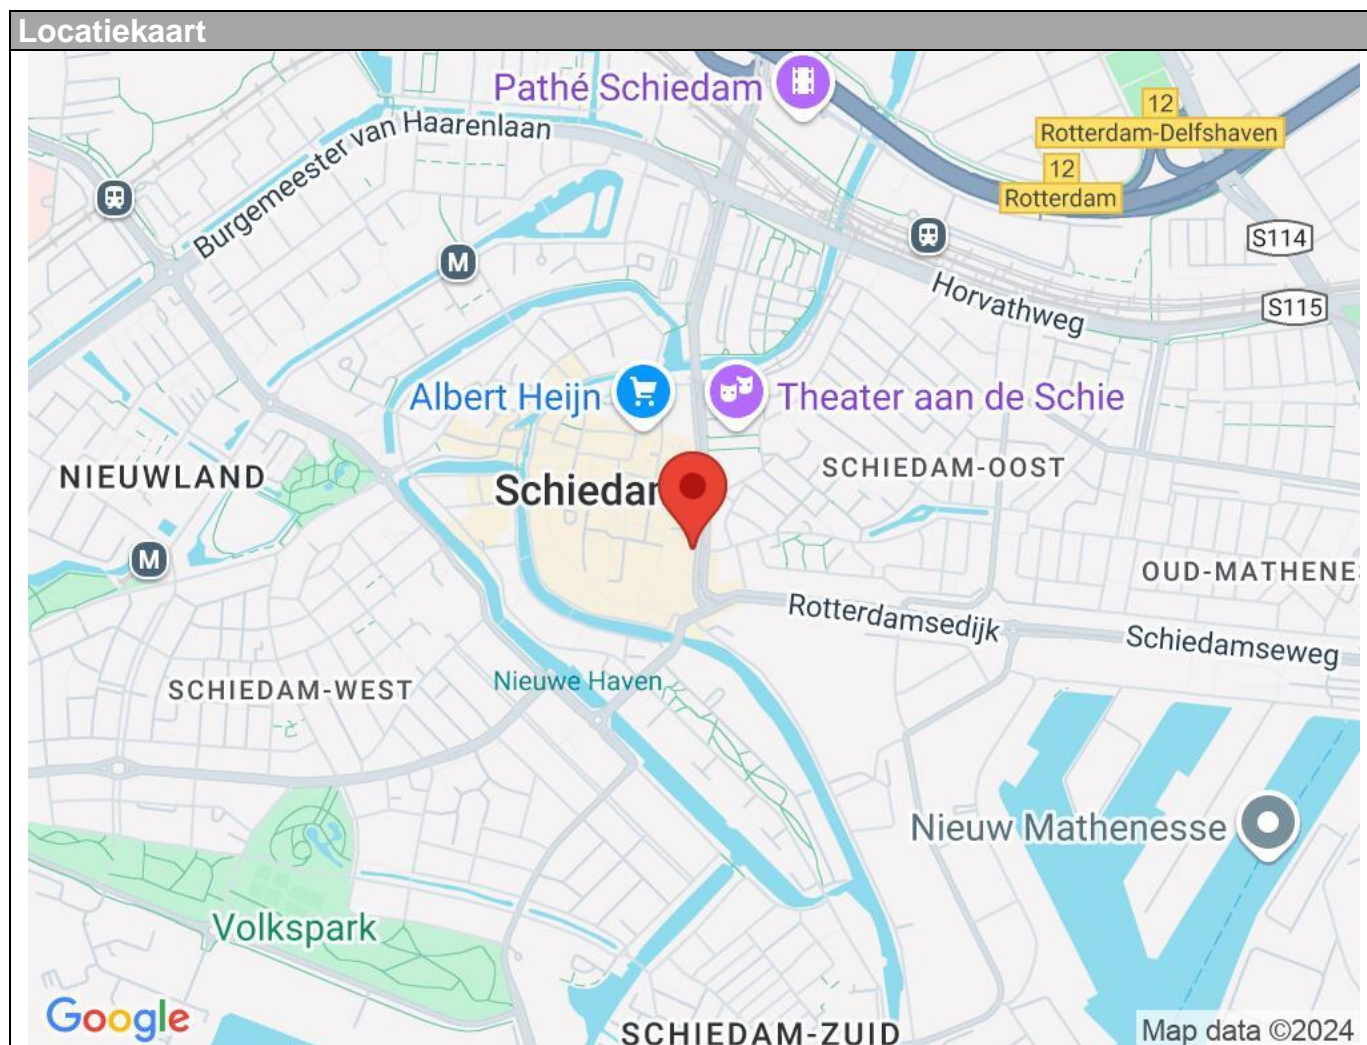 Locatiekaart
Pathé Schiedam
12
Rotterdam-Delfshaven
12
Rotterdam
Burgemeester van Haarenlaan
S114
M
Horvathweg
S115
Albert Heijn
Theater aan de Schie
NIEUWLAND
SCHIEDAM-OOST
Schiedam
M
OUD-MATHENES
Rotterdamsedijk
Schiedamseweg
SCHIEDAM-WEST
Nieuwe Haven
Nieuw Mathenesse
Volkspark
Google
SCHIEDAM-ZUID
Map data ©2024